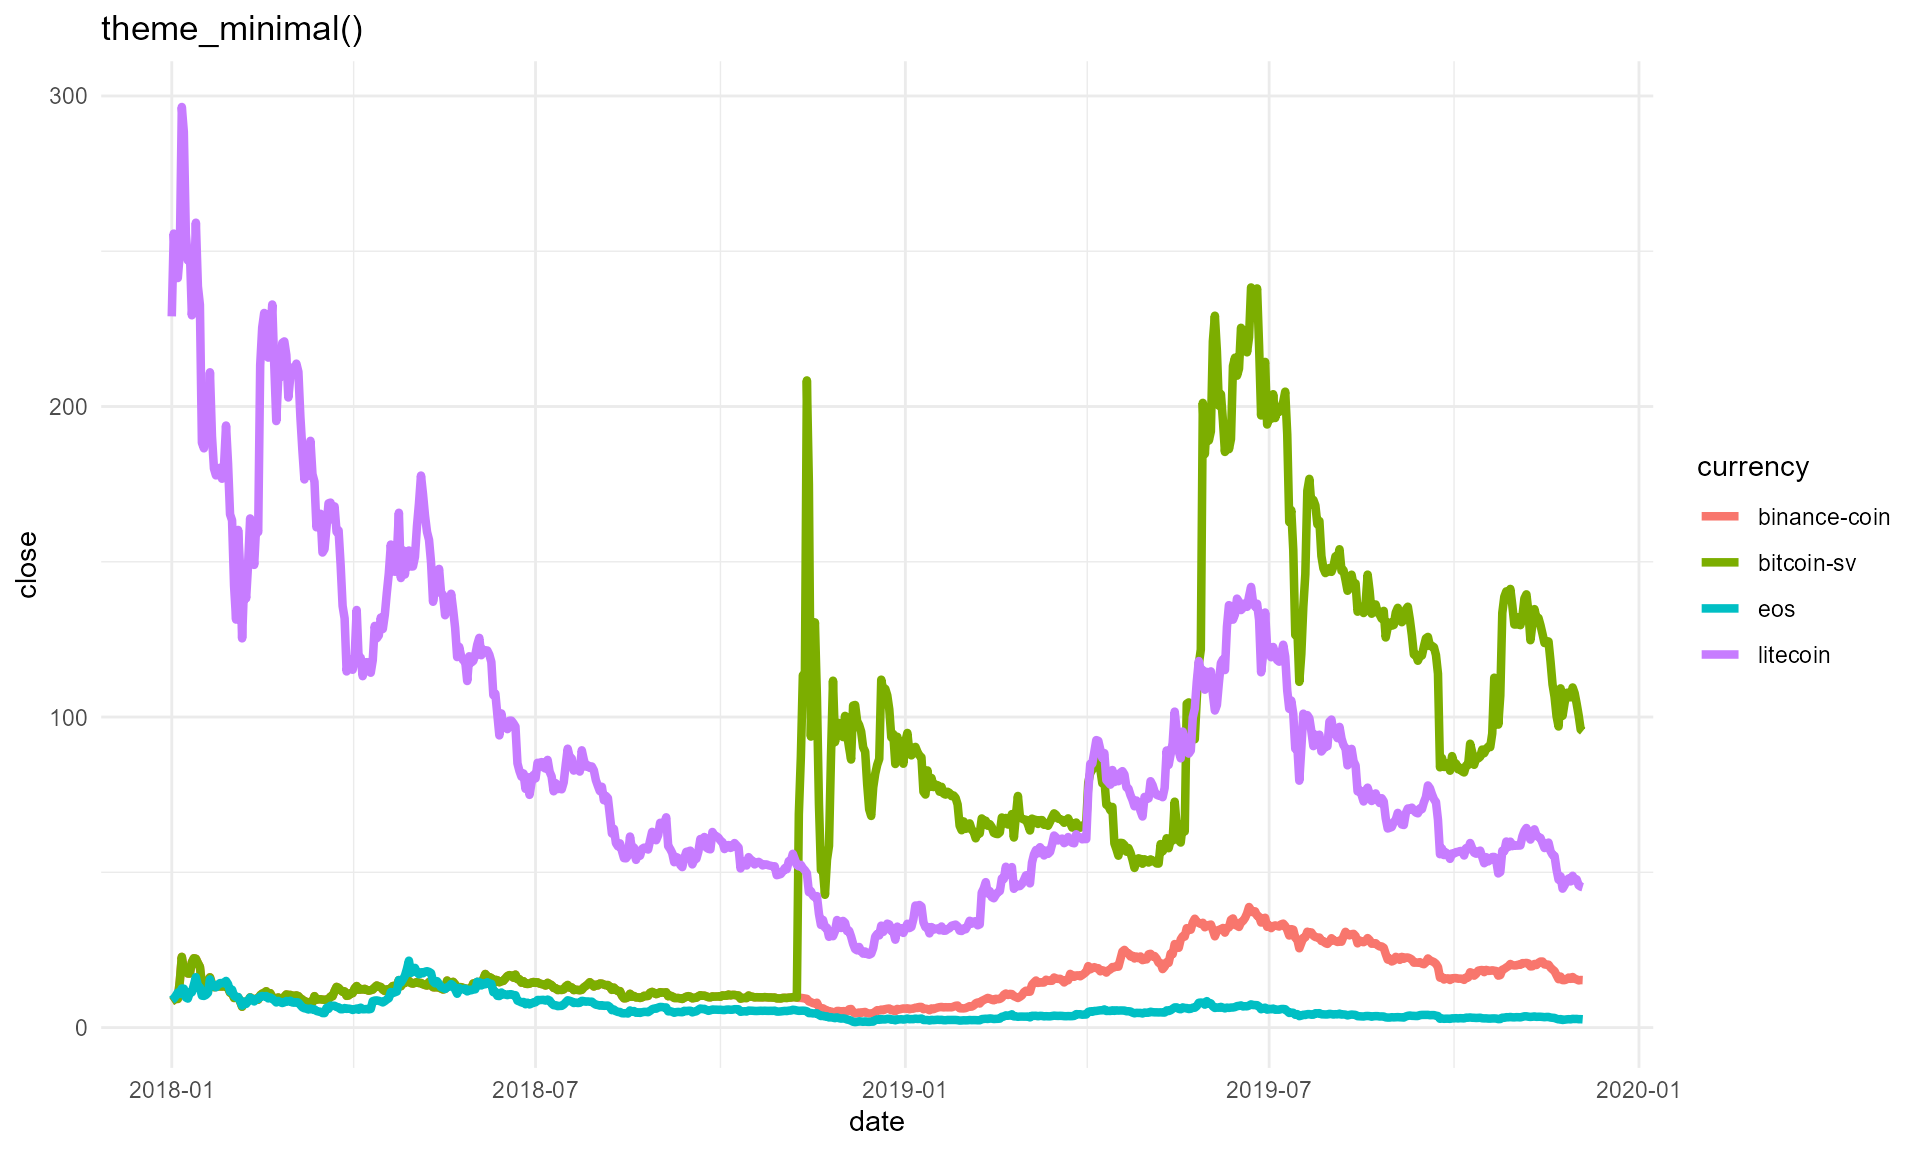 theme_minimal()
300
200
100
0
close
2018-01
2018-07
2019-01
2019-07
2020-01
date
currency
binance-coin
bitcoin-sv
eos
litecoin